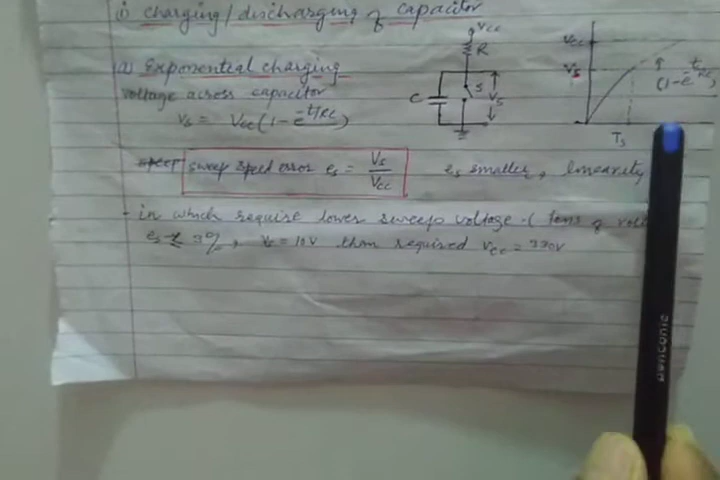 i) charging/discharging of capacitor
a) Exponential charging
voltage across capacitor
vs = Vcc(1-e^-t/RC)
Vcc
R
C
S
Vs
Vcc
Vs
(1-e^-t/RC)
Ts
sweep speed error es = Vs/Vcc
es smaller, linearity
- in which require lower sweep voltage. (tens of
es ≤ 3%, Vs = 10V then required Vcc = 330V